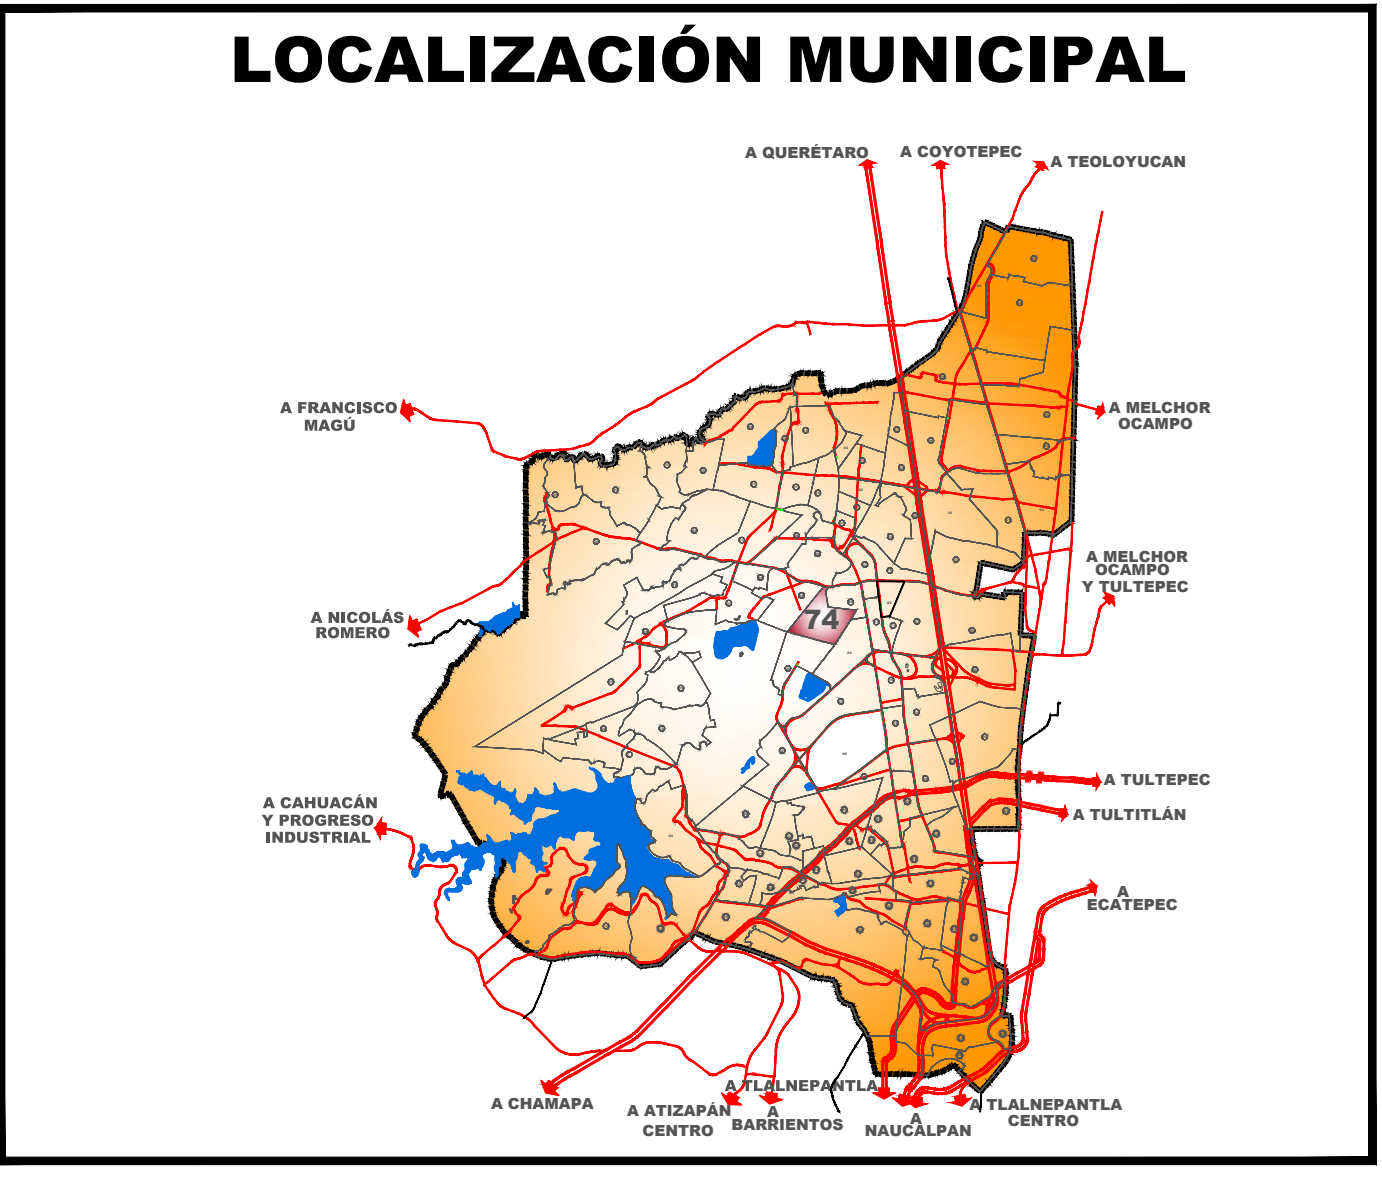 LOCALIZACIÓN MUNICIPAL
A QUERÉTARO
A COYOTEPEC
A TEOLOYUCAN
A FRANCISCO
MAGÚ
A MELCHOR
OCAMPO
A MELCHOR
OCAMPO
Y TULTEPEC
A NICOLÁS
ROMERO
74
A TULTEPEC
A CAHUACÁN
Y PROGRESO
INDUSTRIAL
A TULTITLÁN
A
ECATEPEC
A CHAMAPA
A ATIZAPÁN
CENTRO
A
BARRIENTOS
A TLALNEPANTLA
A
NAUCALPAN
A TLALNEPANTLA
CENTRO